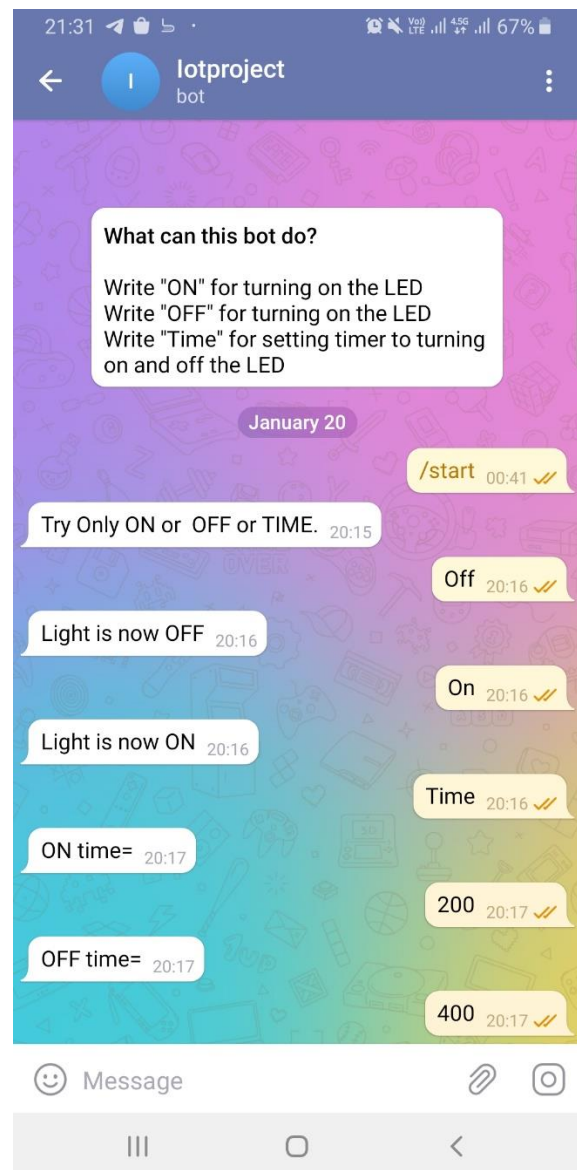 21:31 67%
Iotproject
I
bot
What can this bot do?
Write "ON" for turning on the LED
Write "OFF" for turning on the LED
Write "Time" for setting timer to turning
on and off the LED
January 20
/start 00:41
Try Only ON or  OFF or TIME. 20:15
Off 20:16
Light is now OFF 20:16
On 20:16
Light is now ON 20:16
Time 20:16
ON time= 20:17
200 20:17
OFF time= 20:17
400 20:17
Message